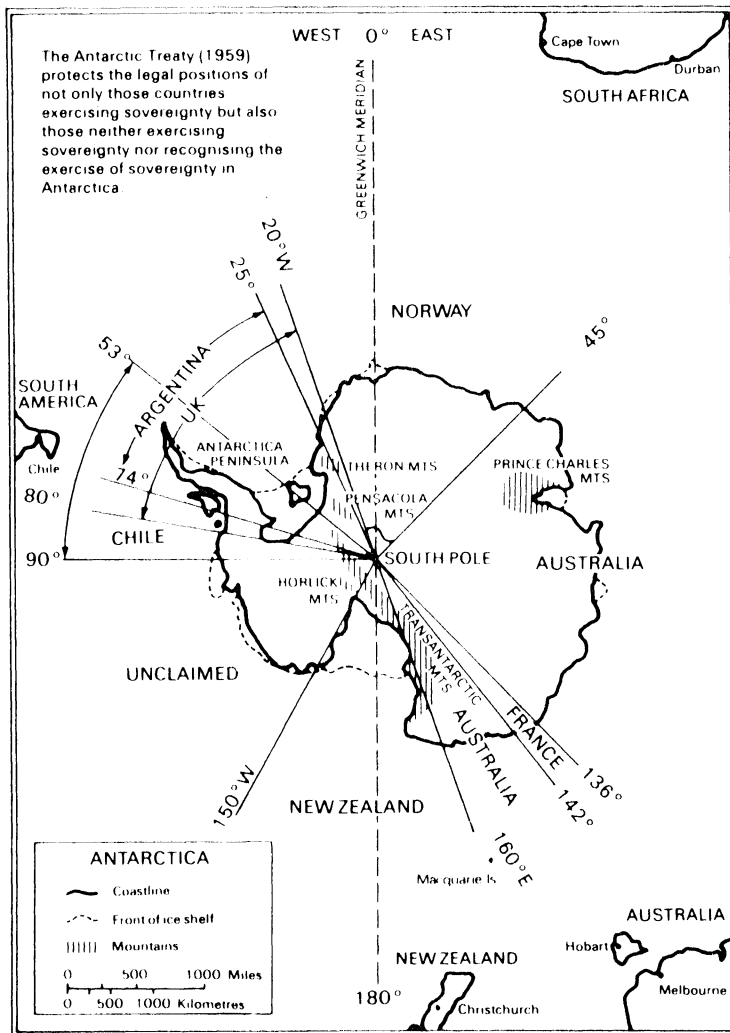 WEST 0° EAST
The Antarctic Treaty (1959)
protects the legal positions of
not only those countries
exercising sovereignty but also
those neither exercising
sovereignty nor recognising the
exercise of sovereignty in
Antarctica.
Cape Town
Durban
SOUTH AFRICA
GREENWICH MERIDIAN
20°W
25°
NORWAY
45°
53°
ARGENTINA
UK
SOUTH
AMERICA
Chile
ANTARCTICA
PENINSULA
THERON MTS
PRINCE CHARLES
MTS
74°
80°
PENSACOLA
MTS
CHILE
90°
SOUTH POLE
AUSTRALIA
HORLICK
MTS
TRANSANTARCTIC
MTS
UNCLAIMED
FRANCE
AUSTRALIA
136°
142°
150°W
NEW ZEALAND
160°E
Macquarie Is
ANTARCTICA
Coastline
Front of ice shelf
Mountains
0 500 1000 Miles
0 500 1000 Kilometres
AUSTRALIA
Hobart
Melbourne
NEW ZEALAND
Christchurch
180°